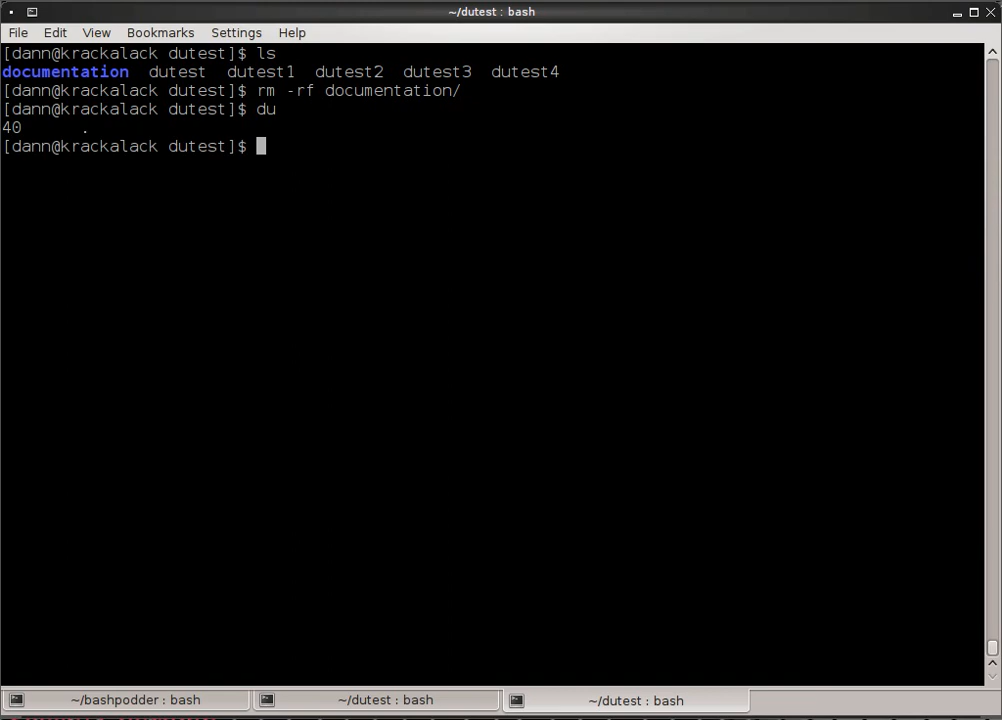 ~/dutest : bash
File Edit View Bookmarks Settings Help
[dann@krackalack dutest]$ ls
documentation dutest dutest1 dutest2 dutest3 dutest4
[dann@krackalack dutest]$ rm -rf documentation/
[dann@krackalack dutest]$ du
40 .
[dann@krackalack dutest]$
~/bashpodder : bash ~/dutest : bash ~/dutest : bash